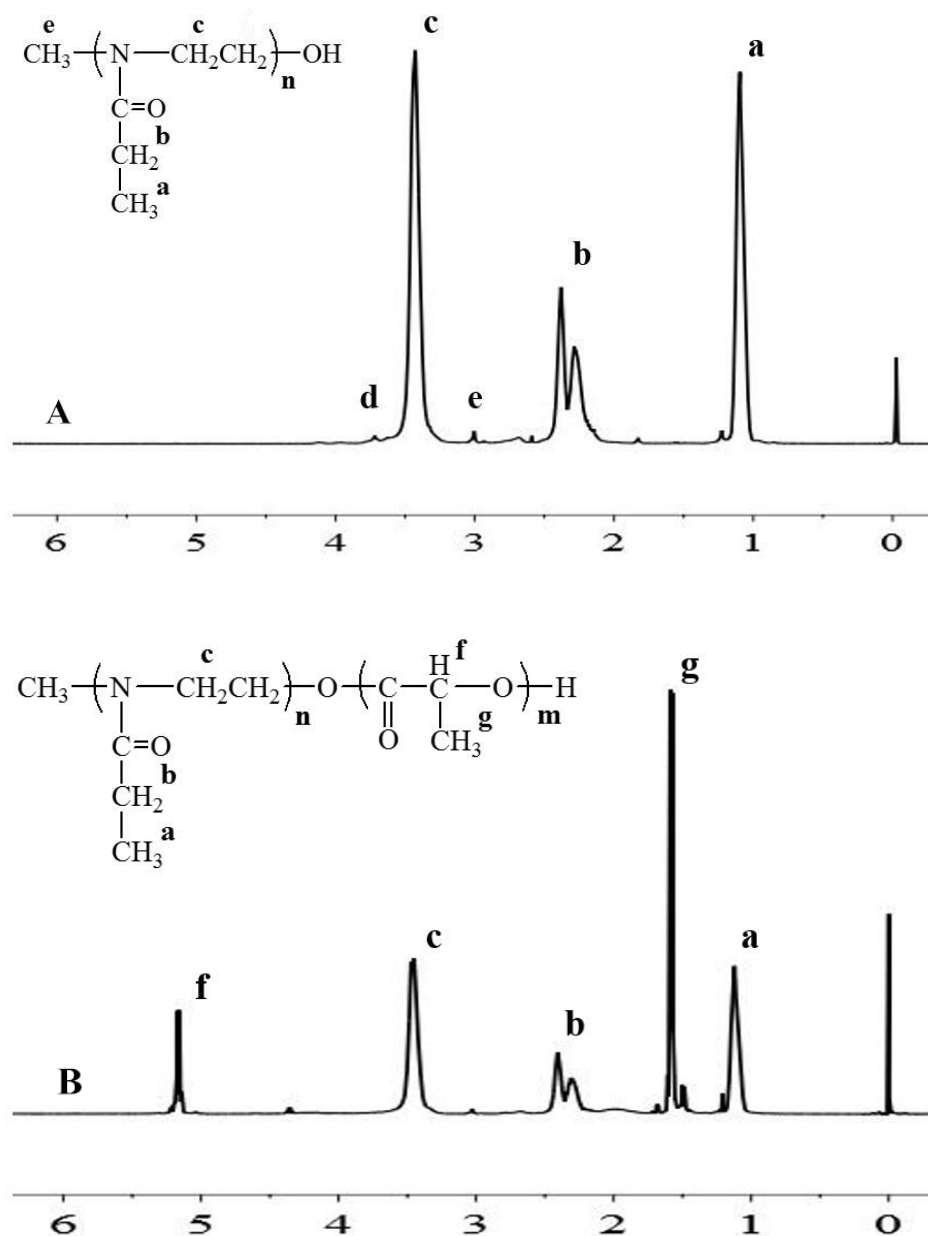 e c
CH₃ ( N CH₂CH₂ ) OH
n
C=O
b
CH₂
a
CH₃
c
a
b
d
e
A
6 5 4 3 2 1 0
c f
CH₃ ( N CH₂CH₂ ) O ( C H C O ) H
n g m
O CH₃
C=O
b
CH₂
a
CH₃
g
c
a
f
b
B
6 5 4 3 2 1 0